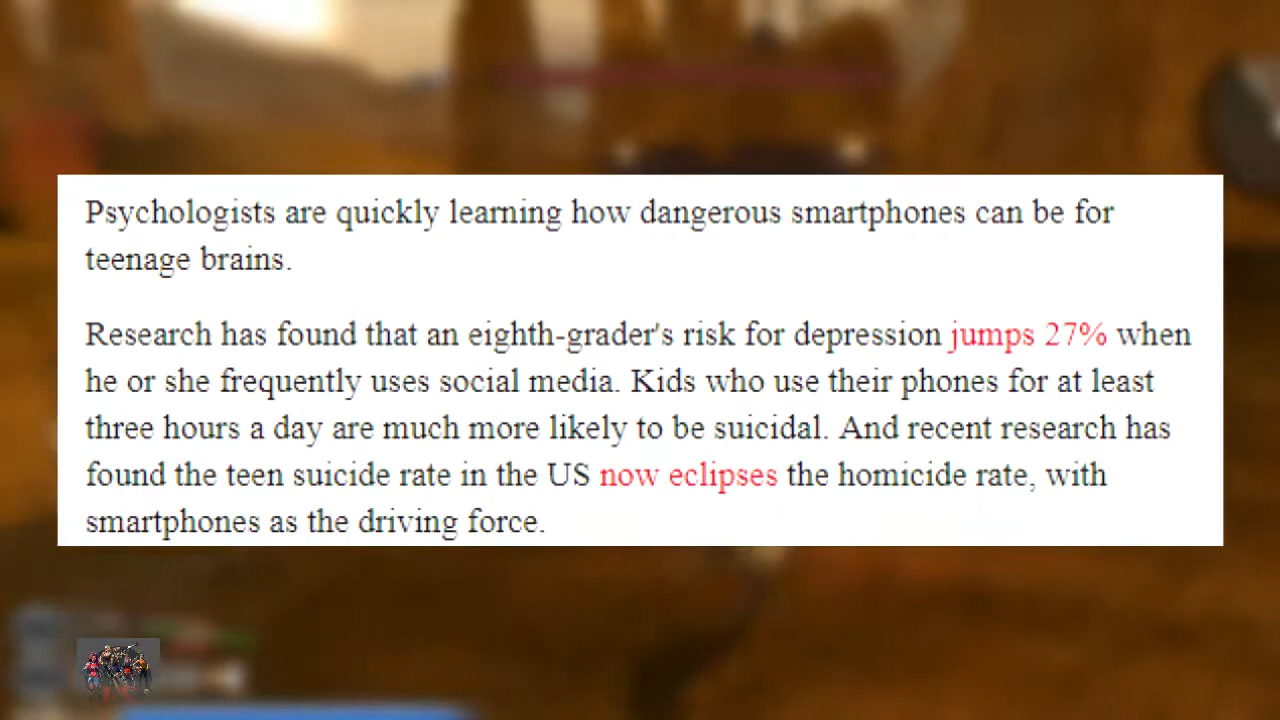 Psychologists are quickly learning how dangerous smartphones can be for
teenage brains.
Research has found that an eighth-grader's risk for depression jumps 27% when
he or she frequently uses social media. Kids who use their phones for at least
three hours a day are much more likely to be suicidal. And recent research has
found the teen suicide rate in the US now eclipses the homicide rate, with
smartphones as the driving force.